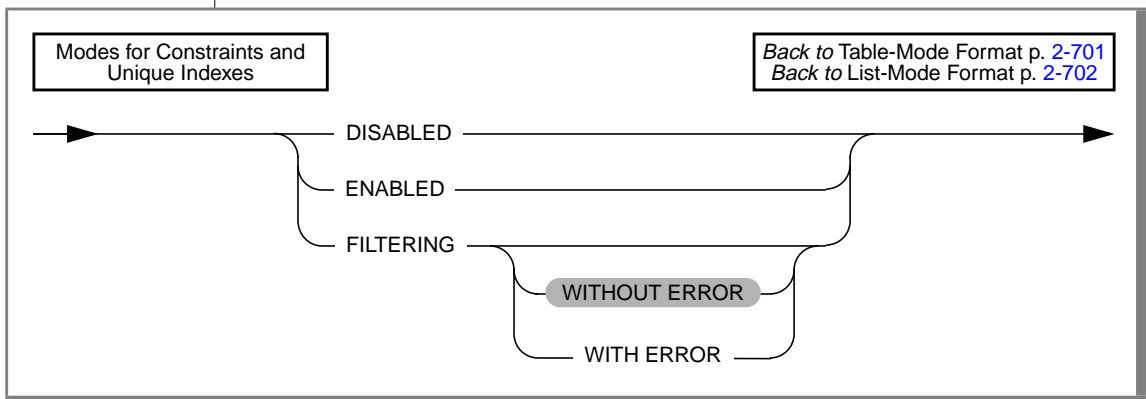 Modes for Constraints and
Unique Indexes
Back to Table-Mode Format p. 2-701
Back to List-Mode Format p. 2-702
DISABLED
ENABLED
FILTERING
WITHOUT ERROR
WITH ERROR